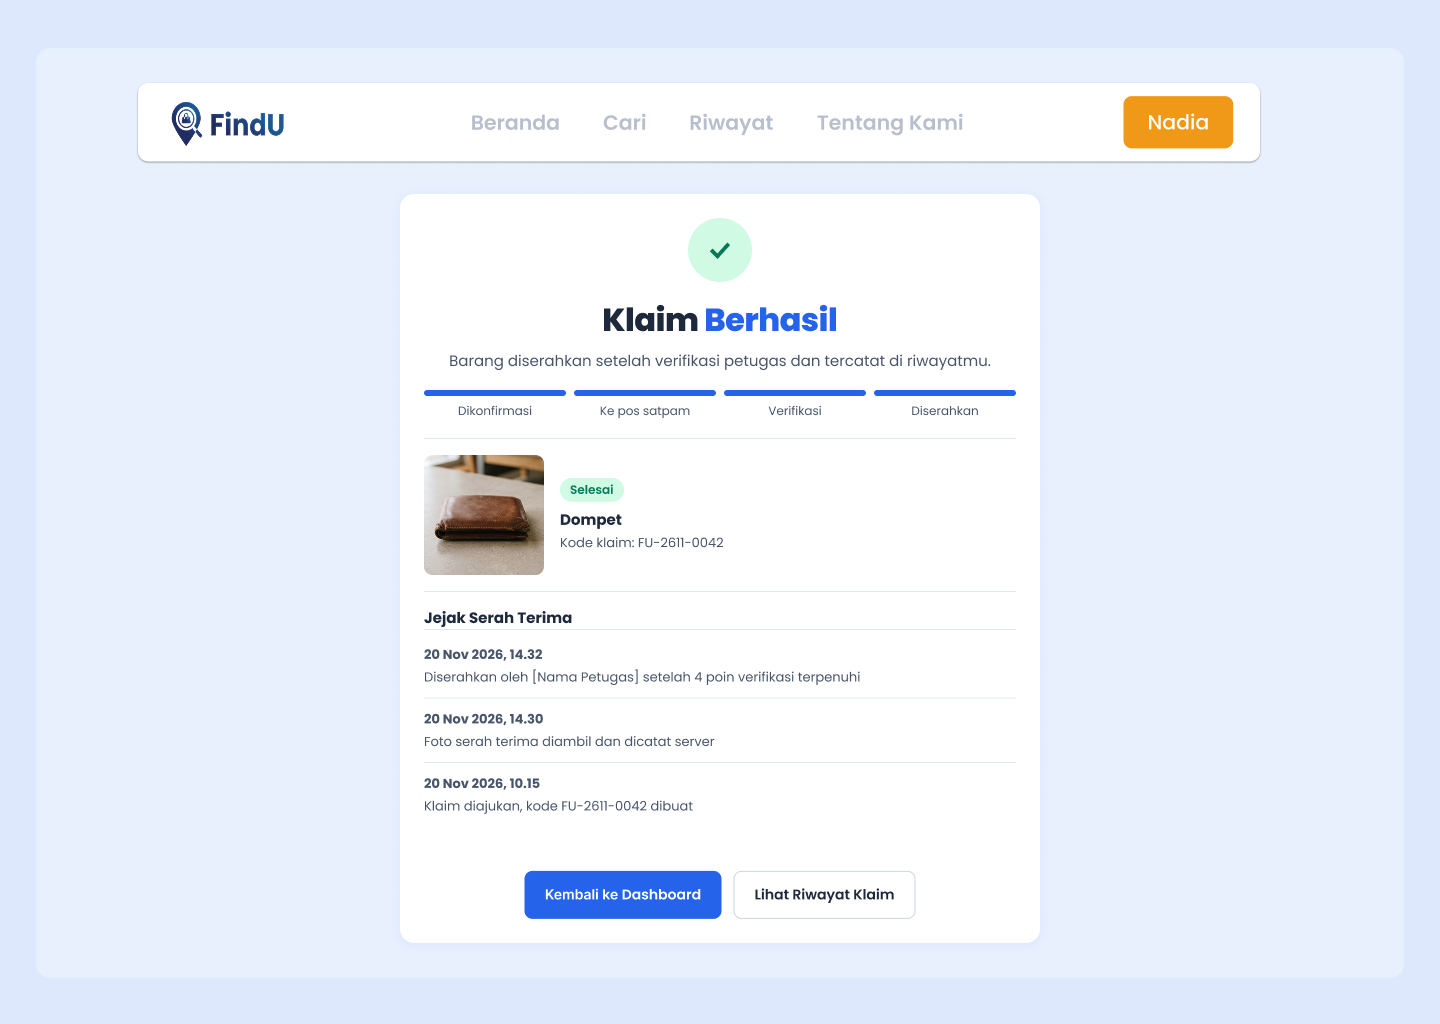 FindU
Beranda Cari Riwayat Tentang Kami
Nadia
Klaim Berhasil
Barang diserahkan setelah verifikasi petugas dan tercatat di riwayatmu.
Dikonfirmasi Ke pos satpam Verifikasi Diserahkan
Selesai
Dompet
Kode klaim: FU-2611-0042
Jejak Serah Terima
20 Nov 2026, 14.32
Diserahkan oleh [Nama Petugas] setelah 4 poin verifikasi terpenuhi
20 Nov 2026, 14.30
Foto serah terima diambil dan dicatat server
20 Nov 2026, 10.15
Klaim diajukan, kode FU-2611-0042 dibuat
Kembali ke Dashboard Lihat Riwayat Klaim